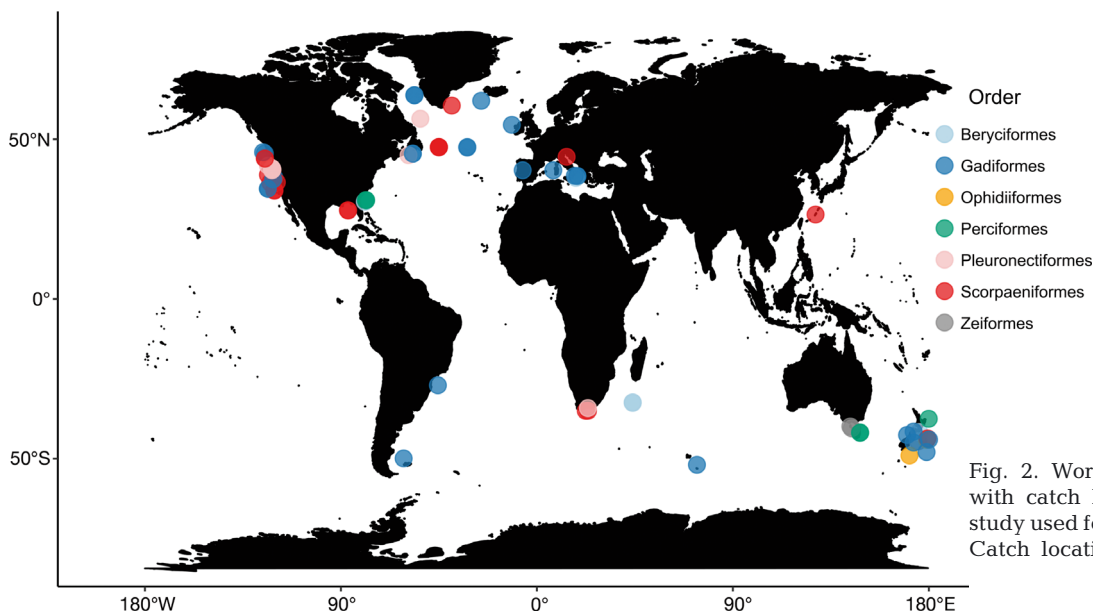 50°N
0°
50°S
180°W
90°
0°
90°
180°E
Order
Beryciformes
Gadiformes
Ophidiiformes
Perciformes
Pleuronectiformes
Scorpaeniformes
Zeiformes
Fig. 2. Wor
with catch
study used fo
Catch locati